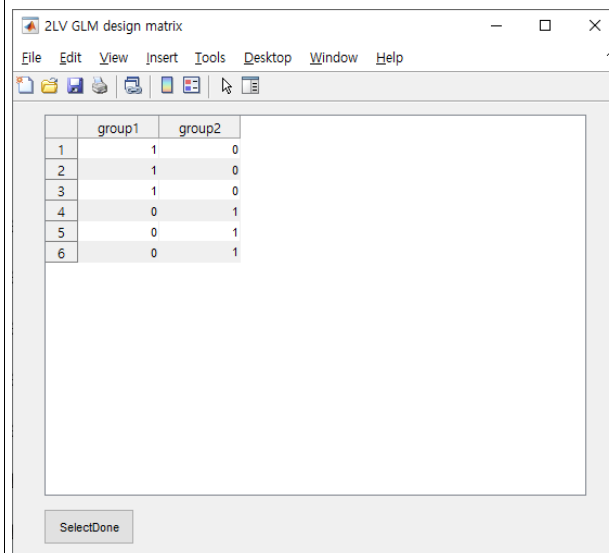 2LV GLM design matrix
File Edit View Insert Tools Desktop Window Help
group1 group2
1 1 0
2 1 0
3 1 0
4 0 1
5 0 1
6 0 1
SelectDone